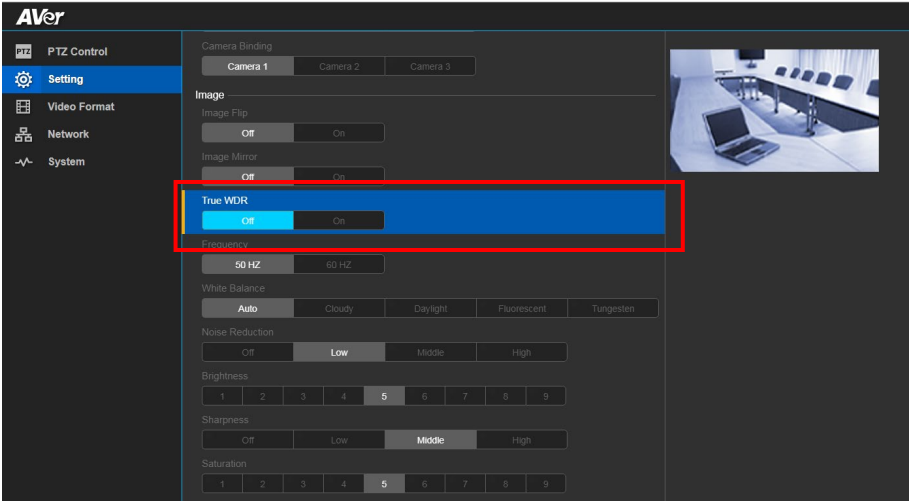 AVer
PTZ PTZ Control
Setting
Video Format
Network
System
Camera Binding
Camera 1 Camera 2 Camera 3
Image
Image Flip
Off On
Image Mirror
Off On
True WDR
Off On
Frequency
50 HZ 60 HZ
White Balance
Auto Cloudy Daylight Fluorescent Tungesten
Noise Reduction
Off Low Middle High
Brightness
1 2 3 4 5 6 7 8 9
Sharpness
Off Low Middle High
Saturation
1 2 3 4 5 6 7 8 9